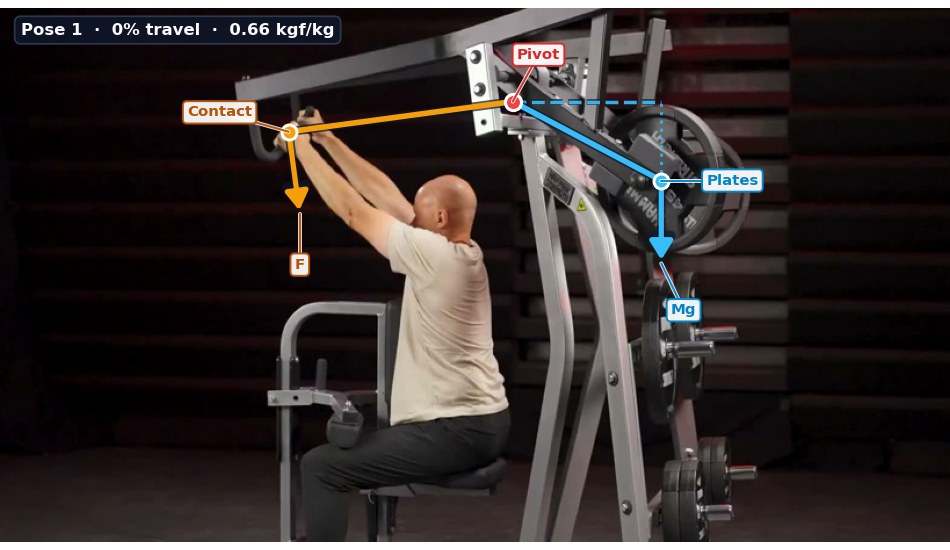 Pose 1 · 0% travel · 0.66 kgf/kg
Pivot
Contact
Plates
F
Mg